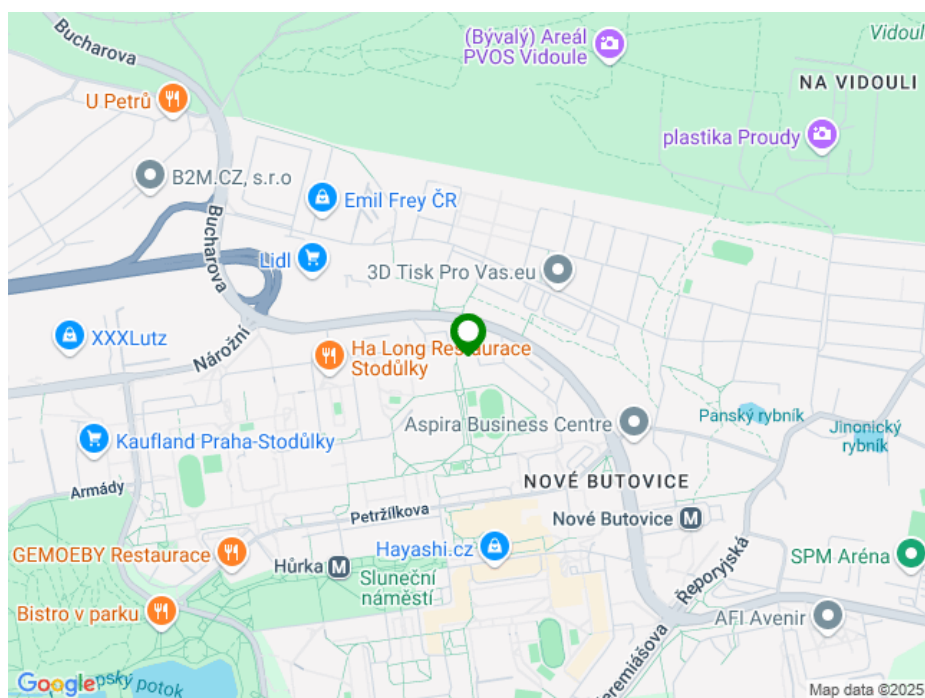 Bucharova
(Bývalý) Areál
PVOS Vidoule
Vidoul
NA VIDOULI
U Petrů
plastika Proudy
B2M.CZ, s.r.o
Emil Frey ČR
Bucharova
Lidl
3D Tisk Pro Vas.eu
XXXLutz
Nárožní
Ha Long Restaurace
Stodůlky
Aspira Business Centre
Panský rybník
Jinonický
rybník
Kaufland Praha-Stodůlky
Armády
NOVÉ BUTOVICE
Petržílkova
Nové Butovice M
GEMOEBY Restaurace
Hayashi.cz
Hůrka M
Sluneční
náměstí
Řeporyjská
SPM Aréna
Bistro v parku
AFI Avenir
Jeremiášova
Google
pský potok
Map data ©2025